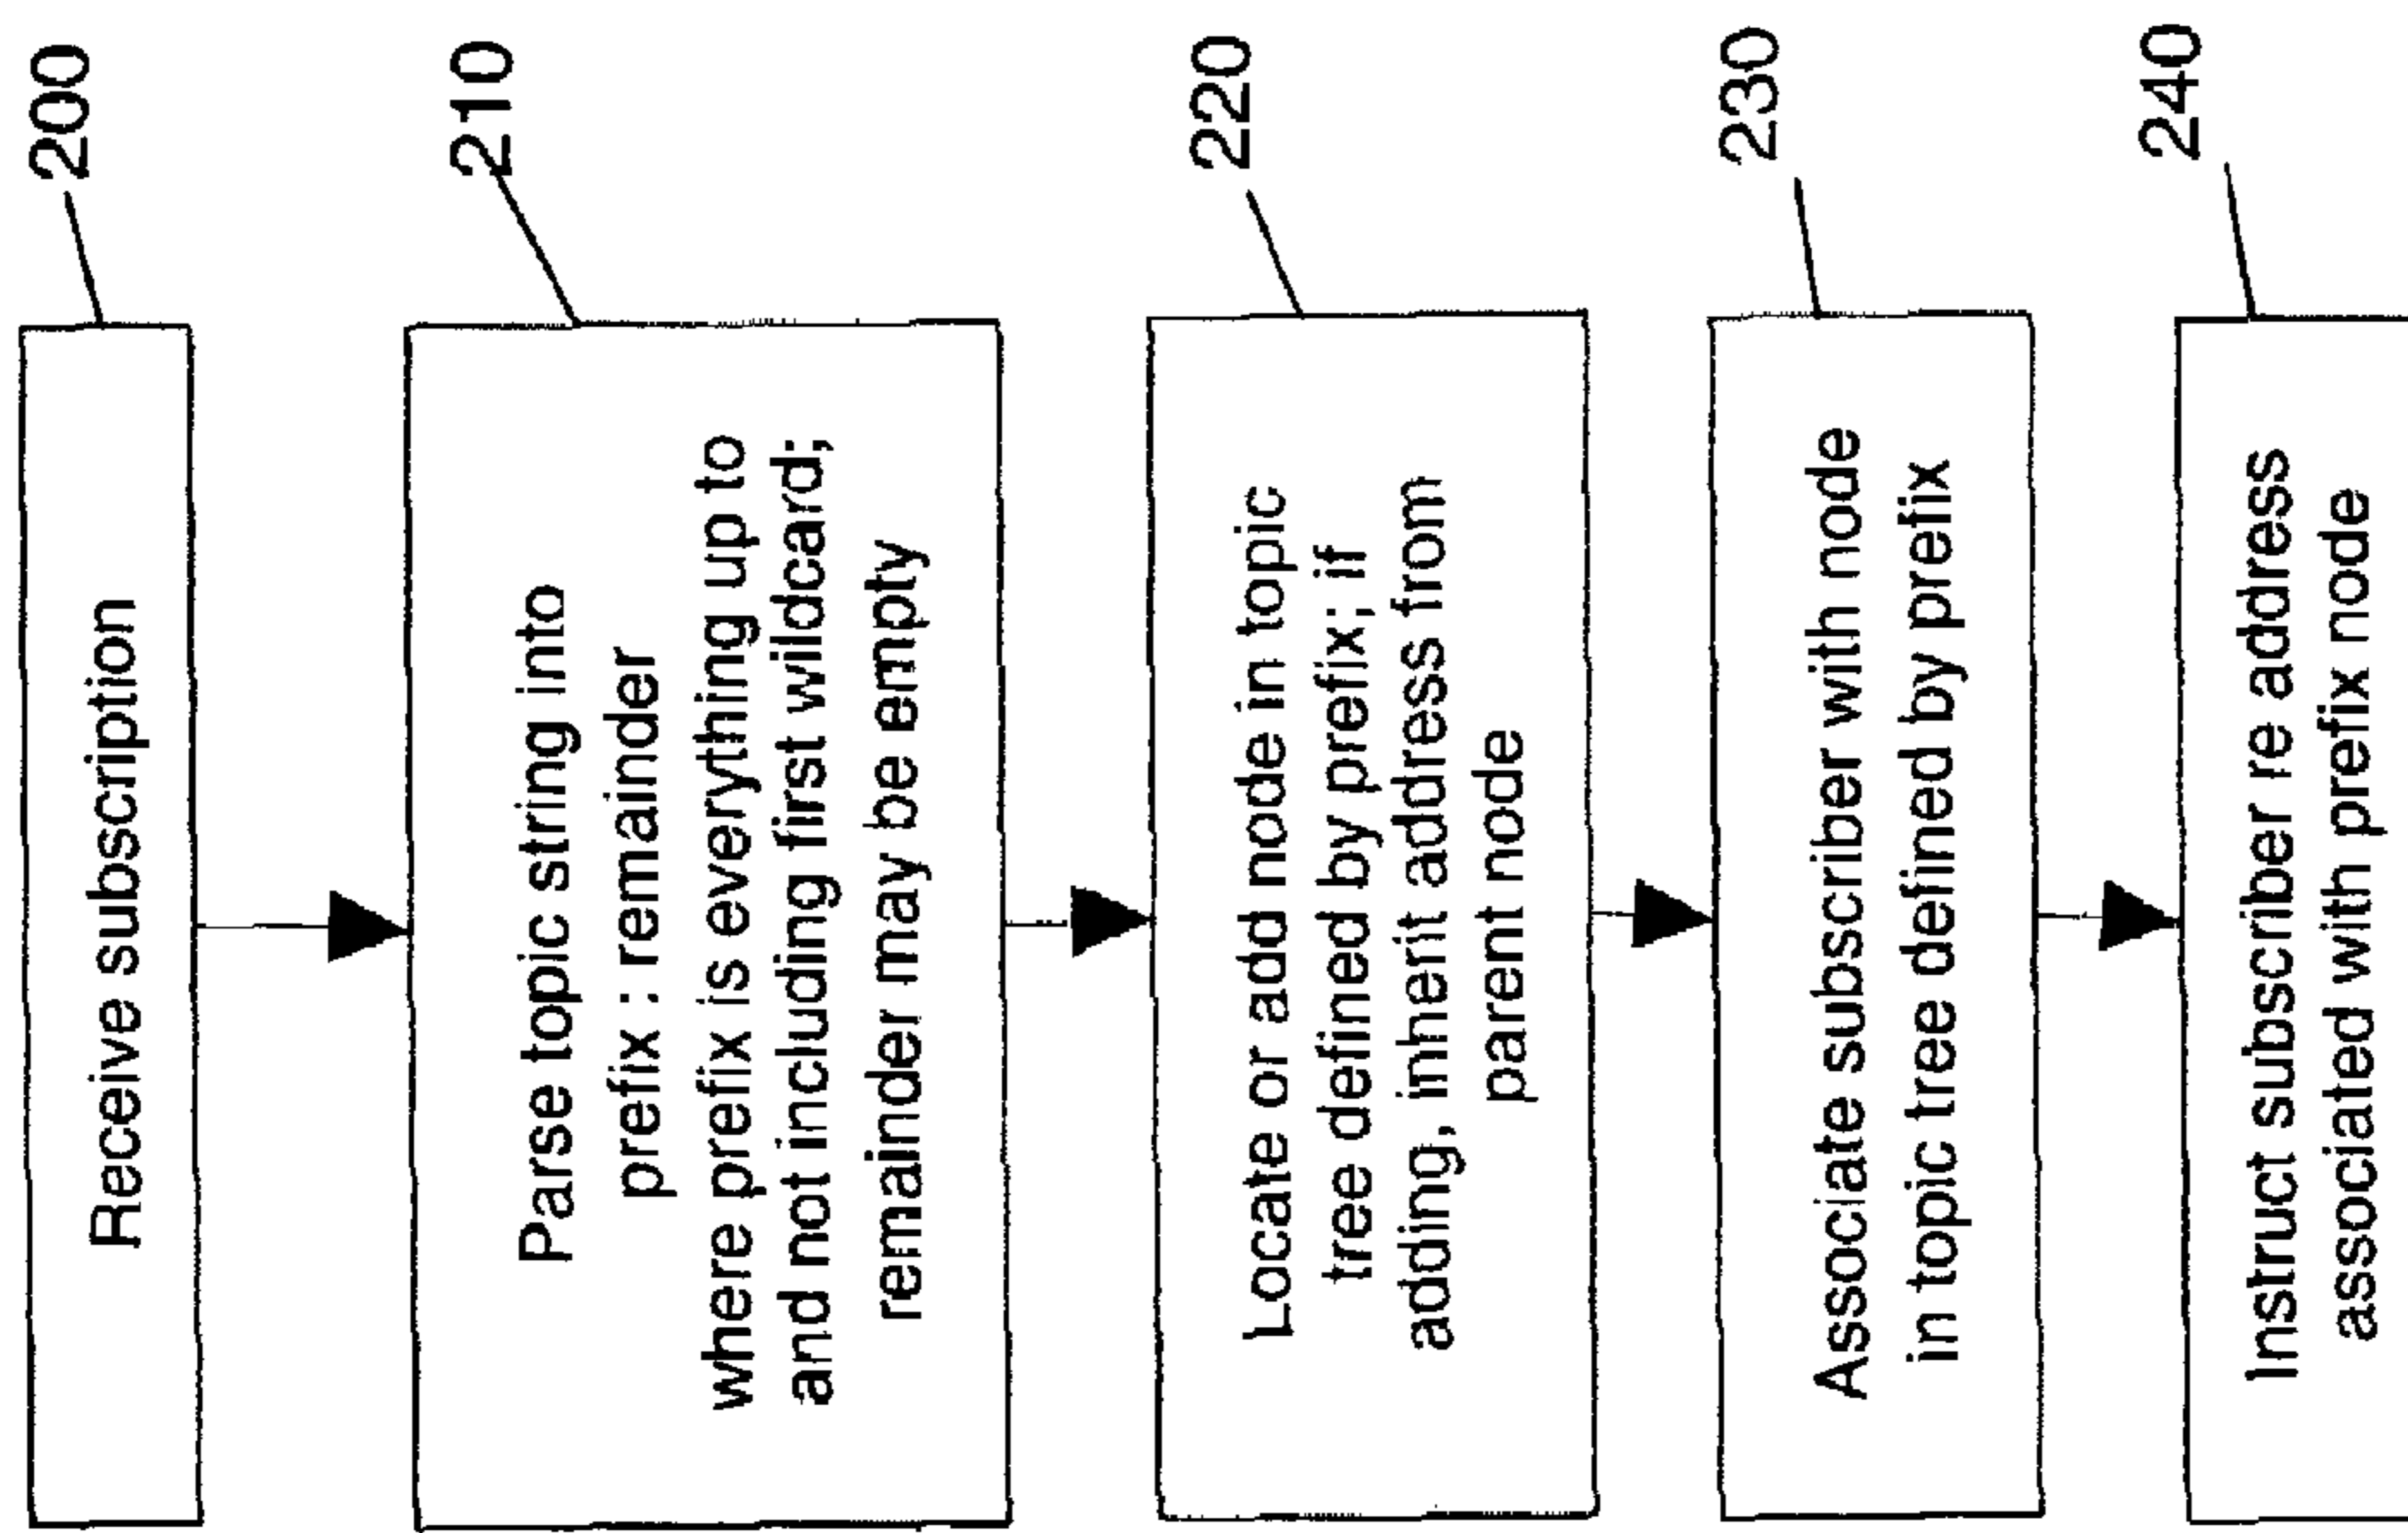 200
Receive subscription
210
Parse topic string into
prefix : remainder
where prefix is everything up to
and not including first wildcard;
remainder may be empty
220
Locate or add node in topic
tree defined by prefix; if
adding, inherit address from
parent node
230
Associate subscriber with node
in topic tree defined by prefix
240
Instruct subscriber re address
associated with prefix node